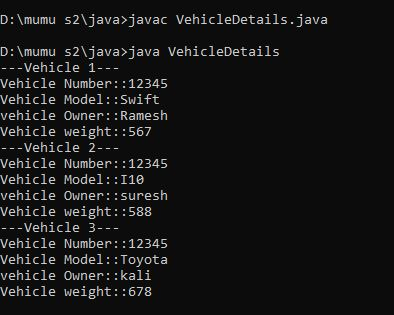 D:\mumu s2\java>javac VehicleDetails.java
D:\mumu s2\java>java VehicleDetails
---Vehicle 1---
Vehicle Number::12345
Vehicle Model::Swift
vehicle Owner::Ramesh
Vehicle weight::567
---Vehicle 2---
Vehicle Number::12345
Vehicle Model::I10
vehicle Owner::suresh
Vehicle weight::588
---Vehicle 3---
Vehicle Number::12345
Vehicle Model::Toyota
vehicle Owner::kali
Vehicle weight::678